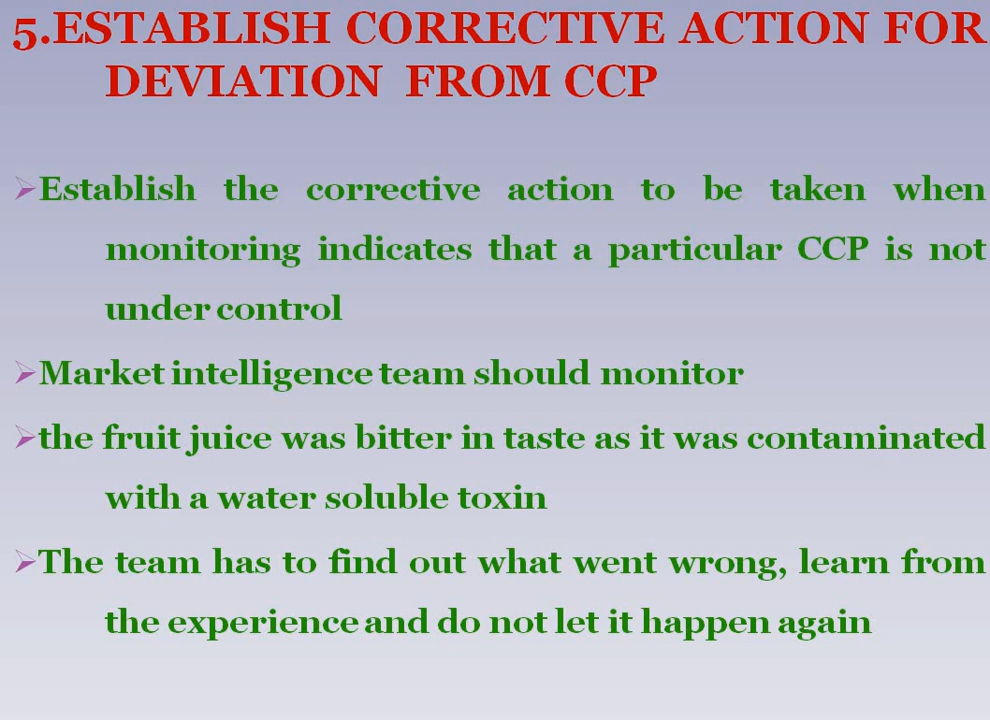 5.ESTABLISH CORRECTIVE ACTION FOR
DEVIATION FROM CCP
Establish the corrective action to be taken when
monitoring indicates that a particular CCP is not
under control
Market intelligence team should monitor
the fruit juice was bitter in taste as it was contaminated
with a water soluble toxin
The team has to find out what went wrong, learn from
the experience and do not let it happen again